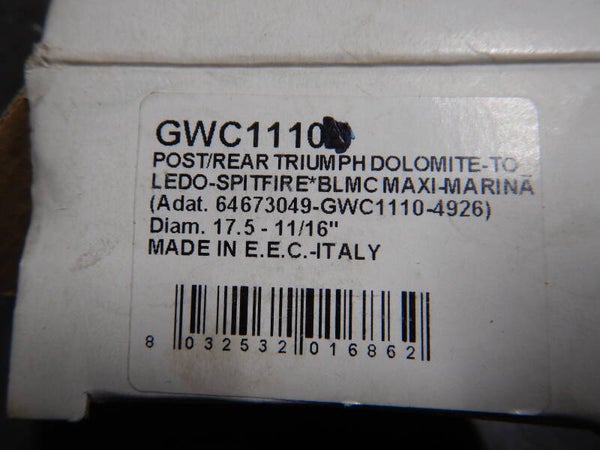 GWC1110
POST/REAR TRIUMPH DOLOMITE-TO
LEDO-SPITFIRE*BLMC MAXI-MARINA
(Adat. 64673049-GWC1110-4926)
Diam. 17.5 - 11/16"
MADE IN E.E.C.-ITALY
8 032532 016862